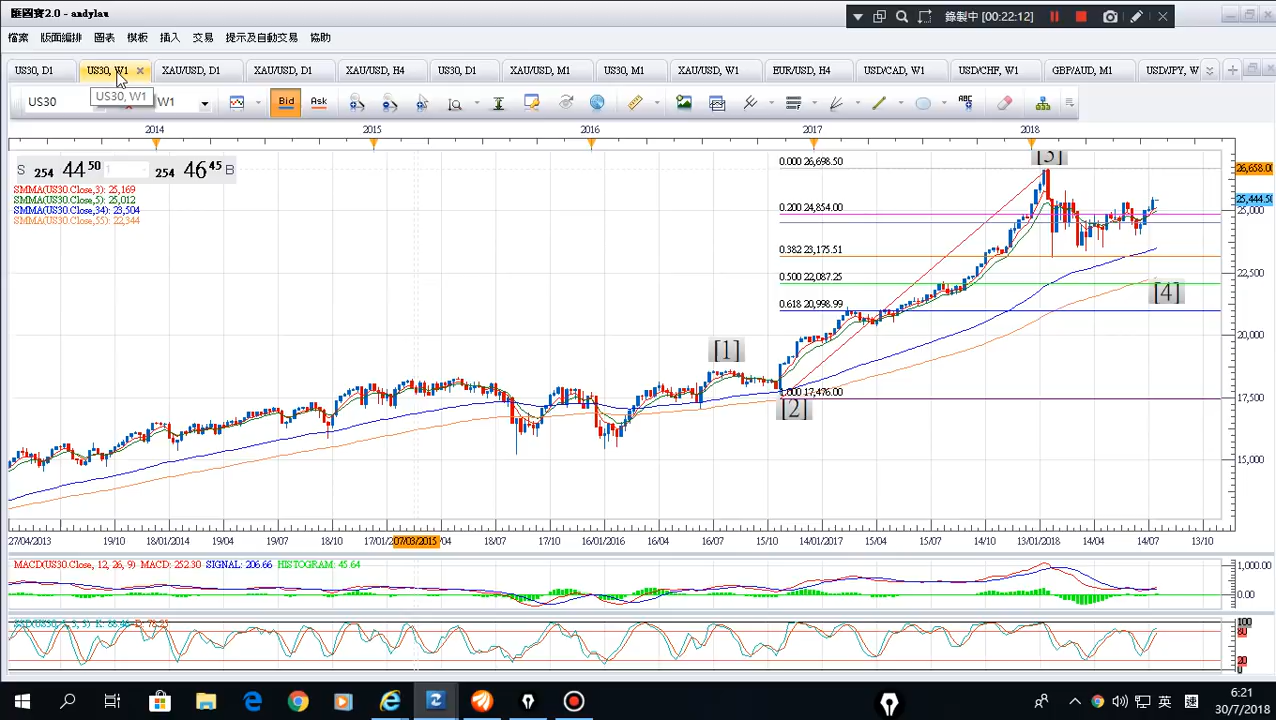 匯圖寶2.0 - andylau
錄製中 [00:22:12]
檔案 版面編排 圖表 模板 插入 交易 提示及自動交易 協助
US30, D1 US30, W1 XAU/USD, D1 XAU/USD, D1 XAU/USD, H4 US30, D1 XAU/USD, M1 US30, M1 XAU/USD, W1 EUR/USD, H4 USD/CAD, W1 USD/CHF, W1 GBP/AUD, M1 USD/JPY, W
US30 W1 Bid Ask ABC
US30, W1
2014 2015 2016 2017 2018
S 254 44 50 1 254 46 45 B
SMMA(US30.Close,3): 25,169
SMMA(US30.Close,5): 25,012
SMMA(US30.Close,34): 23,504
SMMA(US30.Close,55): 22,344
0.000 26,698.50
[3]
26,658.00
25,444.50
0.200 24,854.00
25,000
0.382 23,175.51
22,500
0.500 22,087.25
[4]
0.618 20,998.99
20,000
[1]
1.000 17,476.00
[2]
17,500
15,000
27/04/2013 19/10 18/01/2014 19/04 19/07 18/10 17/01/20 07/03/2015 /04 18/07 17/10 16/01/2016 16/04 16/07 15/10 14/01/2017 15/04 15/07 14/10 13/01/2018 14/04 14/07 13/10
MACD(US30.Close, 12, 26, 9) MACD: 252.30 SIGNAL: 206.66 HISTOGRAM: 45.64
1,000.00
0.00
100
80
20
0
英
6:21
30/7/2018